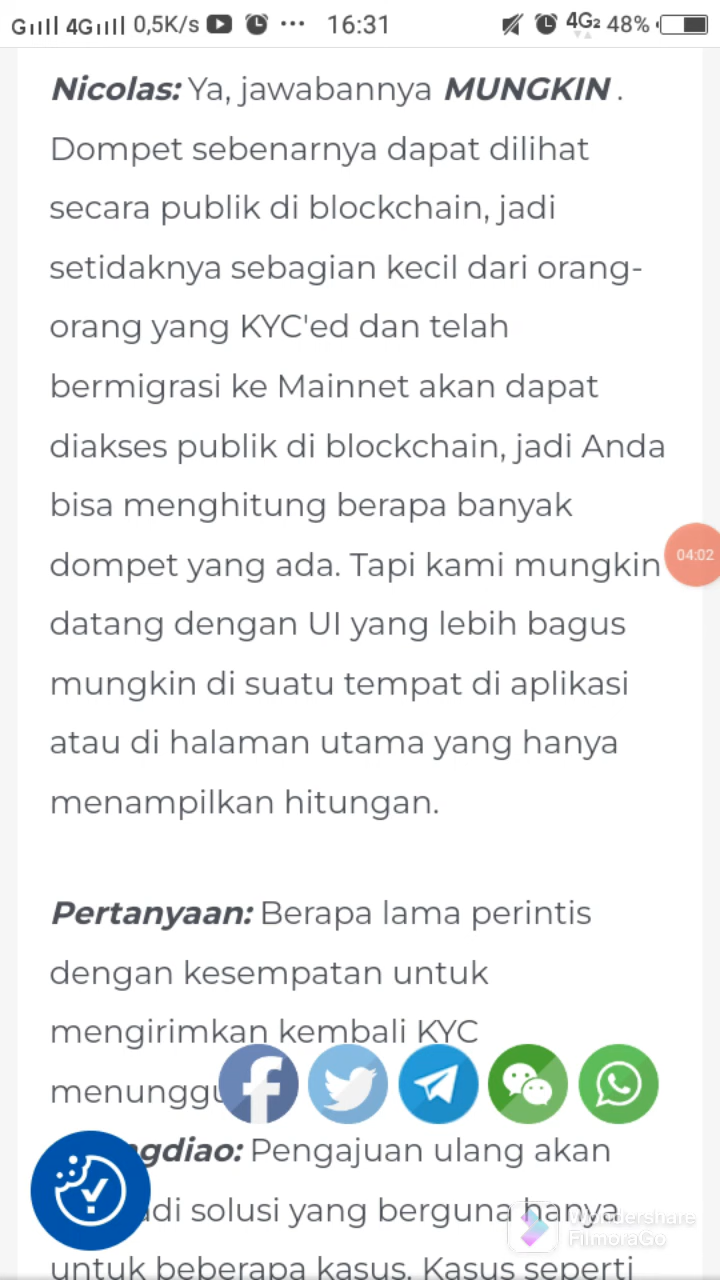 4G 0,5K/s ••• 16:31 4G2 48%
Nicolas: Ya, jawabannya MUNGKIN .
Dompet sebenarnya dapat dilihat
secara publik di blockchain, jadi
setidaknya sebagian kecil dari orang-
orang yang KYC'ed dan telah
bermigrasi ke Mainnet akan dapat
diakses publik di blockchain, jadi Anda
bisa menghitung berapa banyak
dompet yang ada. Tapi kami mungkin
04:02
datang dengan UI yang lebih bagus
mungkin di suatu tempat di aplikasi
atau di halaman utama yang hanya
menampilkan hitungan.
Pertanyaan: Berapa lama perintis
dengan kesempatan untuk
mengirimkan kembali KYC
menunggu
gdiao: Pengajuan ulang akan
di solusi yang berguna hanya
untuk beberapa kasus. Kasus seperti
Wondershare
FilmoraGo